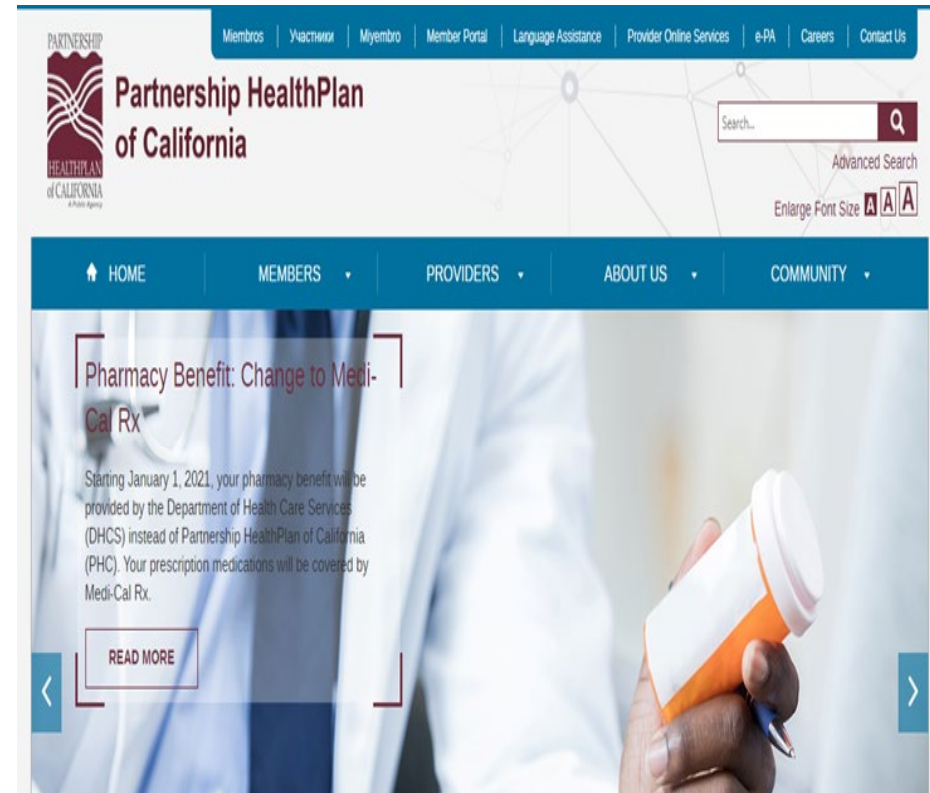 PARTNERSHIP
HEALTHPLAN
of CALIFORNIA
A Public Agency
Miembros | Участники | Miyembro | Member Portal | Language Assistance | Provider Online Services | e-PA | Careers | Contact Us
Partnership HealthPlan
of California
Search...
Advanced Search
Enlarge Font Size A A A
HOME MEMBERS PROVIDERS ABOUT US COMMUNITY
Pharmacy Benefit: Change to Medi-
Cal Rx
Starting January 1, 2021, your pharmacy benefit will be
provided by the Department of Health Care Services
(DHCS) instead of Partnership HealthPlan of California
(PHC). Your prescription medications will be covered by
Medi-Cal Rx.
READ MORE